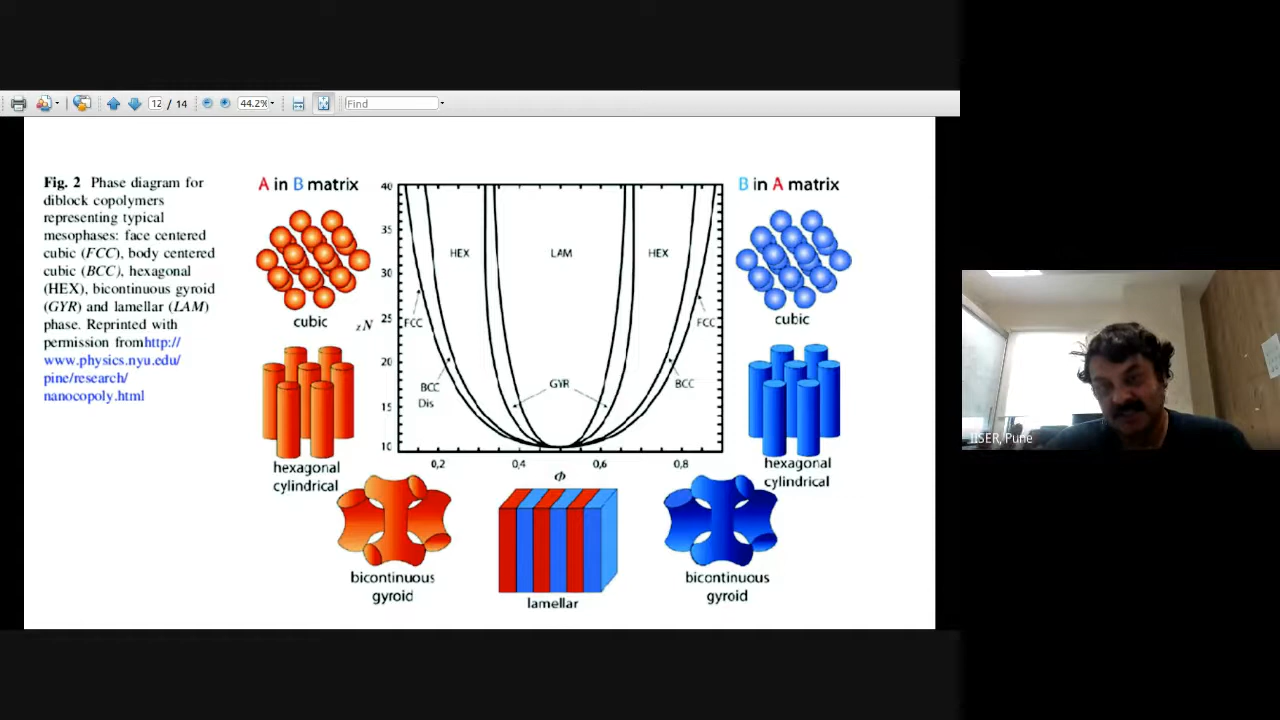 12 / 14
44.2%
Find
Fig. 2 Phase diagram for
diblock copolymers
representing typical
mesophases: face centered
cubic (FCC), body centered
cubic (BCC), hexagonal
(HEX), bicontinuous gyroid
(GYR) and lamellar (LAM)
phase. Reprinted with
permission fromhttp://
www.physics.nyu.edu/
pine/research/
nanocopoly.html
A in B matrix
cubic
hexagonal
cylindrical
bicontinuous
gyroid
40
35
30
25
20
15
10
zN
HEX
LAM
HEX
FCC
FCC
BCC
Dis
GYR
BCC
0,2
0,4
0,6
0,8
Φ
lamellar
B in A matrix
cubic
hexagonal
cylindrical
bicontinuous
gyroid
IISER, Pune